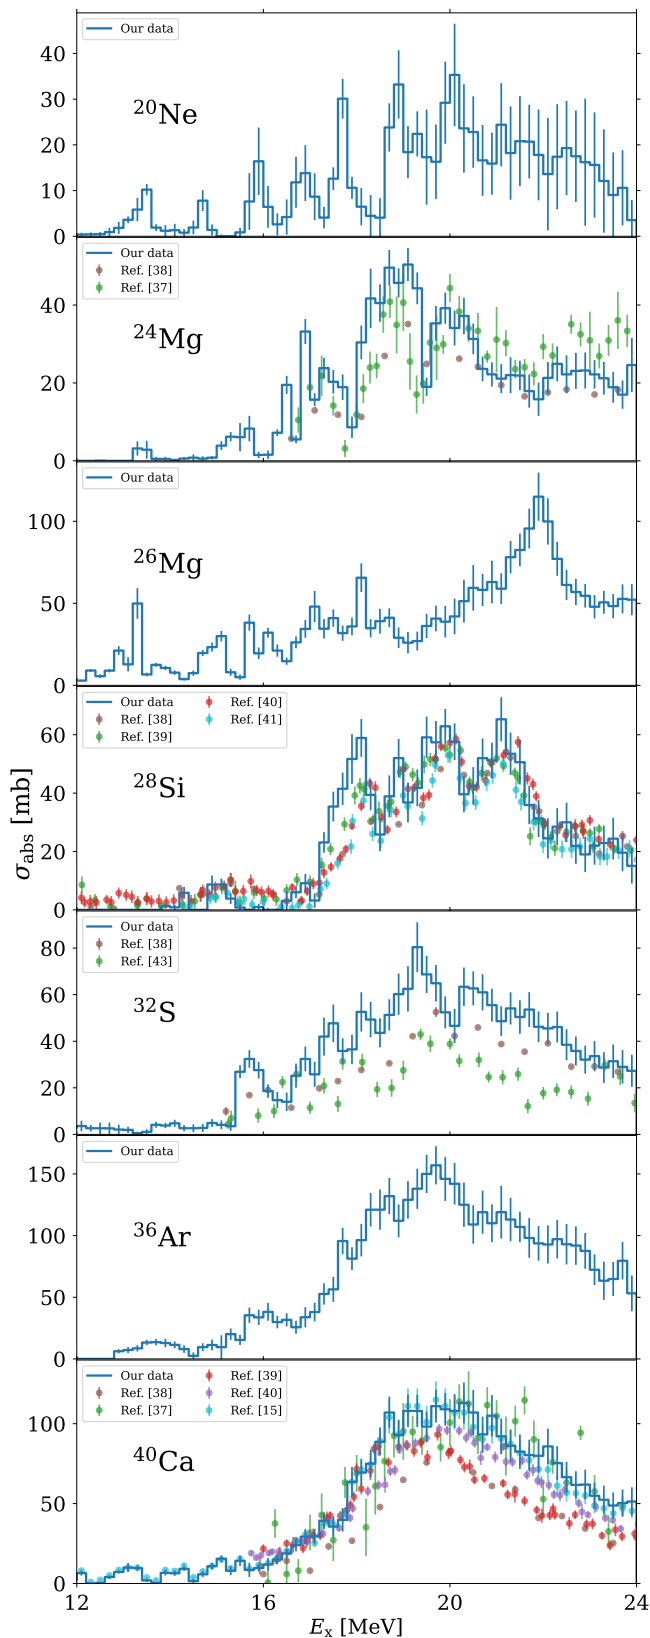 Our data
40
30
20
10
0
²⁰Ne
Our data
Ref. [38]
Ref. [37]
40
20
0
²⁴Mg
Our data
100
50
0
²⁶Mg
Our data
Ref. [38]
Ref. [39]
Ref. [40]
Ref. [41]
60
40
20
0
²⁸Si
σabs [mb]
Our data
Ref. [38]
Ref. [43]
80
60
40
20
0
³²S
Our data
150
100
50
0
³⁶Ar
Our data
Ref. [38]
Ref. [37]
Ref. [39]
Ref. [40]
Ref. [15]
100
50
0
⁴⁰Ca
12 16 20 24
Eₓ [MeV]